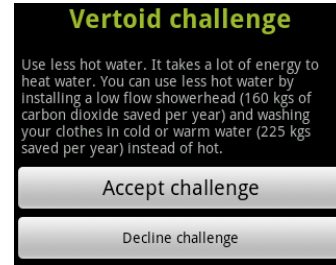 Vertoid challenge
Use less hot water. It takes a lot of energy to
heat water. You can use less hot water by
installing a low flow showerhead (160 kgs of
carbon dioxide saved per year) and washing
your clothes in cold or warm water (225 kgs
saved per year) instead of hot.
Accept challenge
Decline challenge